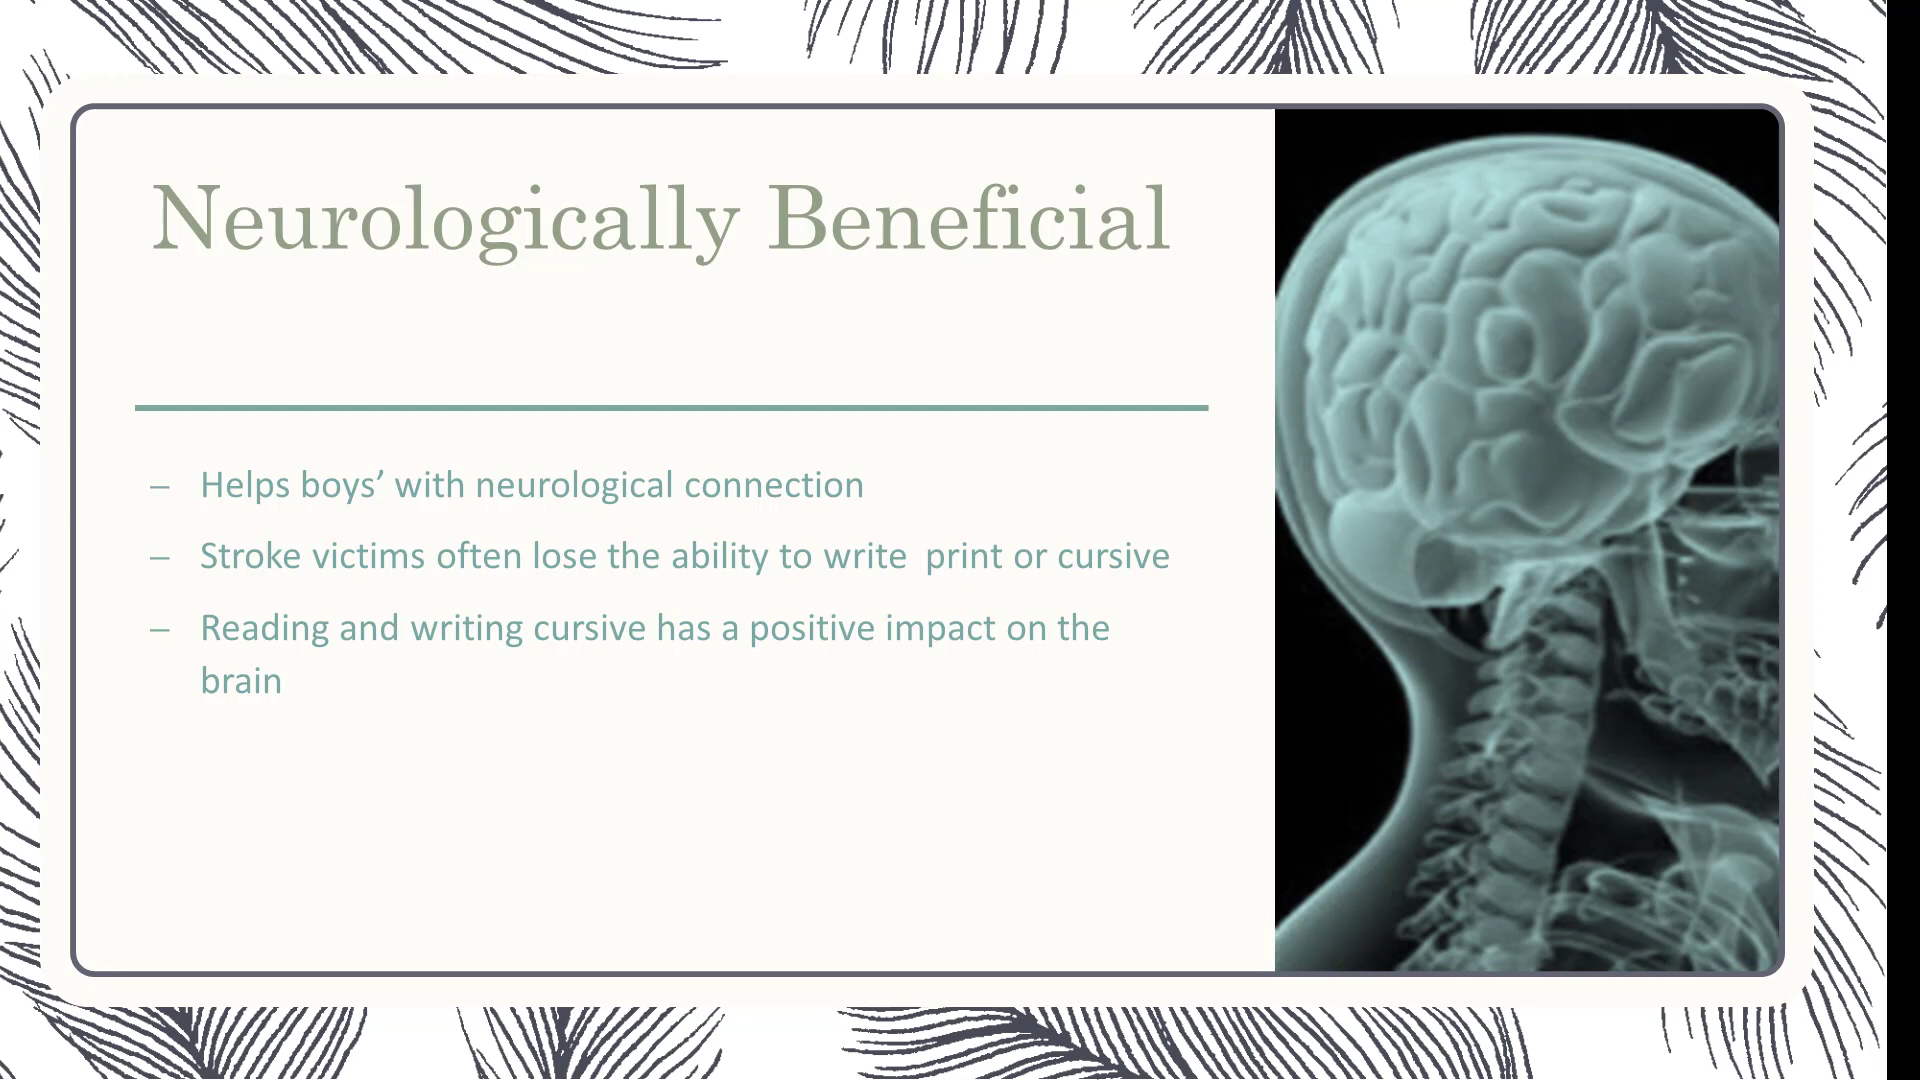 Neurologically Beneficial
– Helps boys’ with neurological connection
– Stroke victims often lose the ability to write  print or cursive
– Reading and writing cursive has a positive impact on the
brain